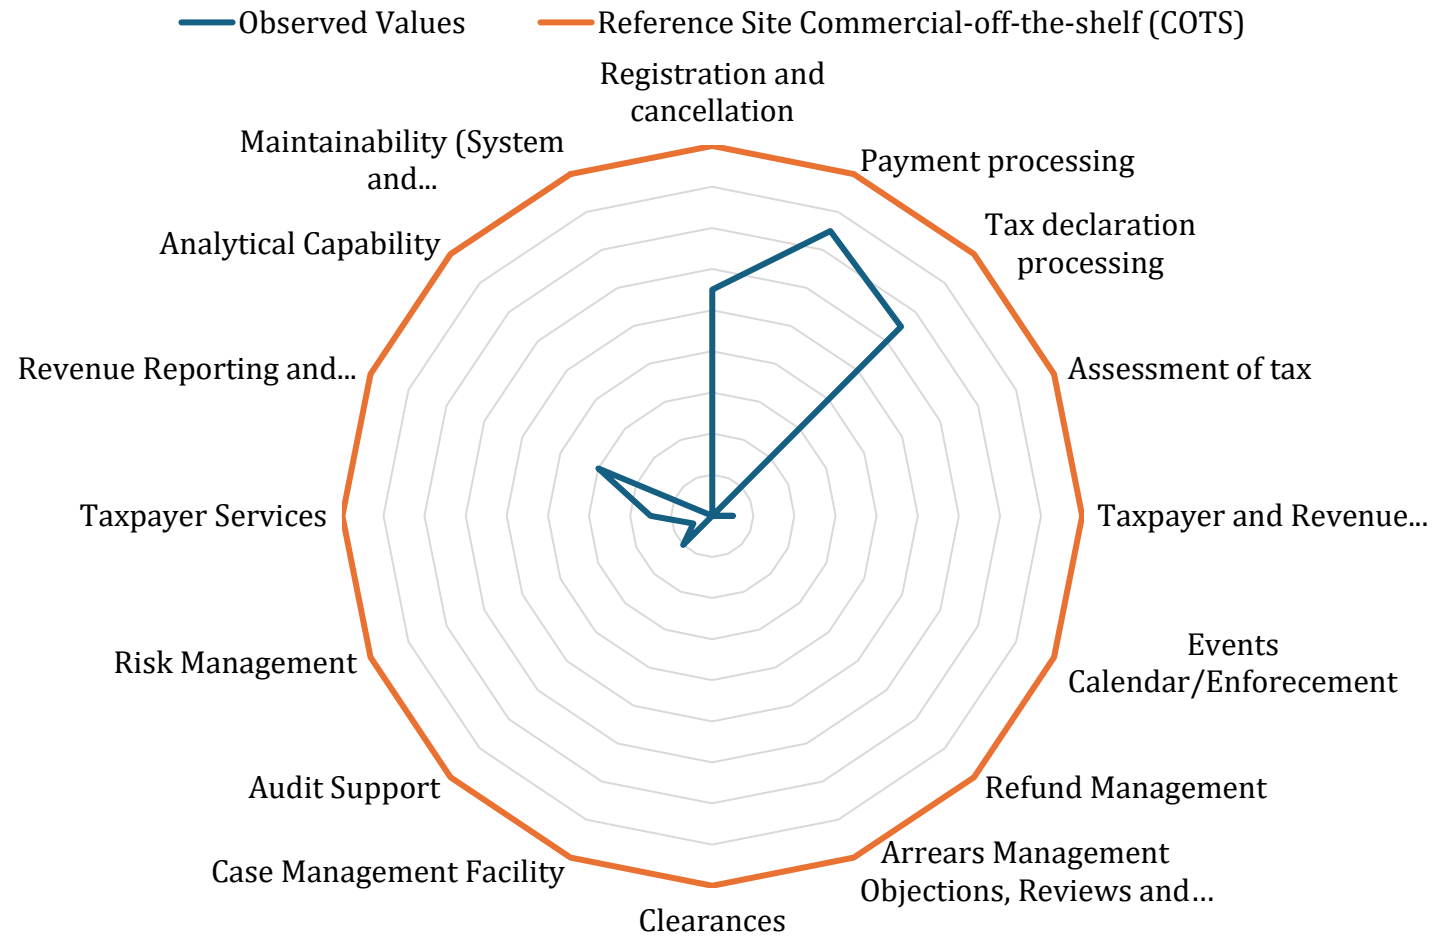 Observed Values
Reference Site Commercial-off-the-shelf (COTS)
Registration and
cancellation
Payment processing
Tax declaration
processing
Assessment of tax
Taxpayer and Revenue...
Events
Calendar/Enforecement
Refund Management
Arrears Management
Objections, Reviews and...
Clearances
Case Management Facility
Audit Support
Risk Management
Taxpayer Services
Revenue Reporting and...
Analytical Capability
Maintainability (System
and...